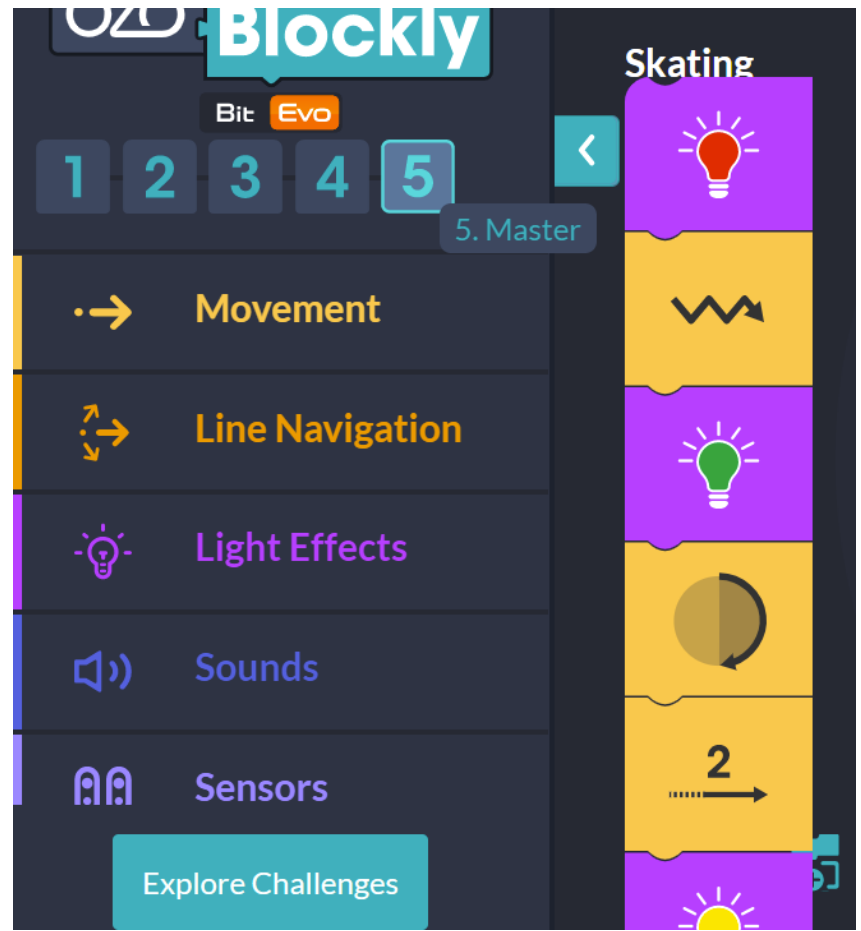 Blockly
Bit Evo
1 2 3 4 5
5. Master
Movement
Line Navigation
Light Effects
Sounds
Sensors
Explore Challenges
Skating
2